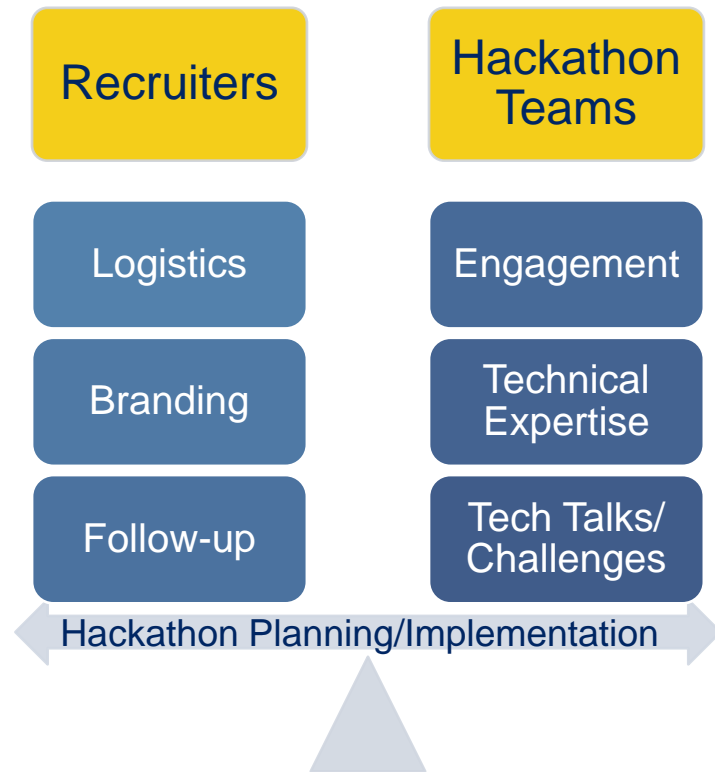 Recruiters
Hackathon
Teams
Logistics
Branding
Follow-up
Engagement
Technical
Expertise
Tech Talks/
Challenges
Hackathon Planning/Implementation